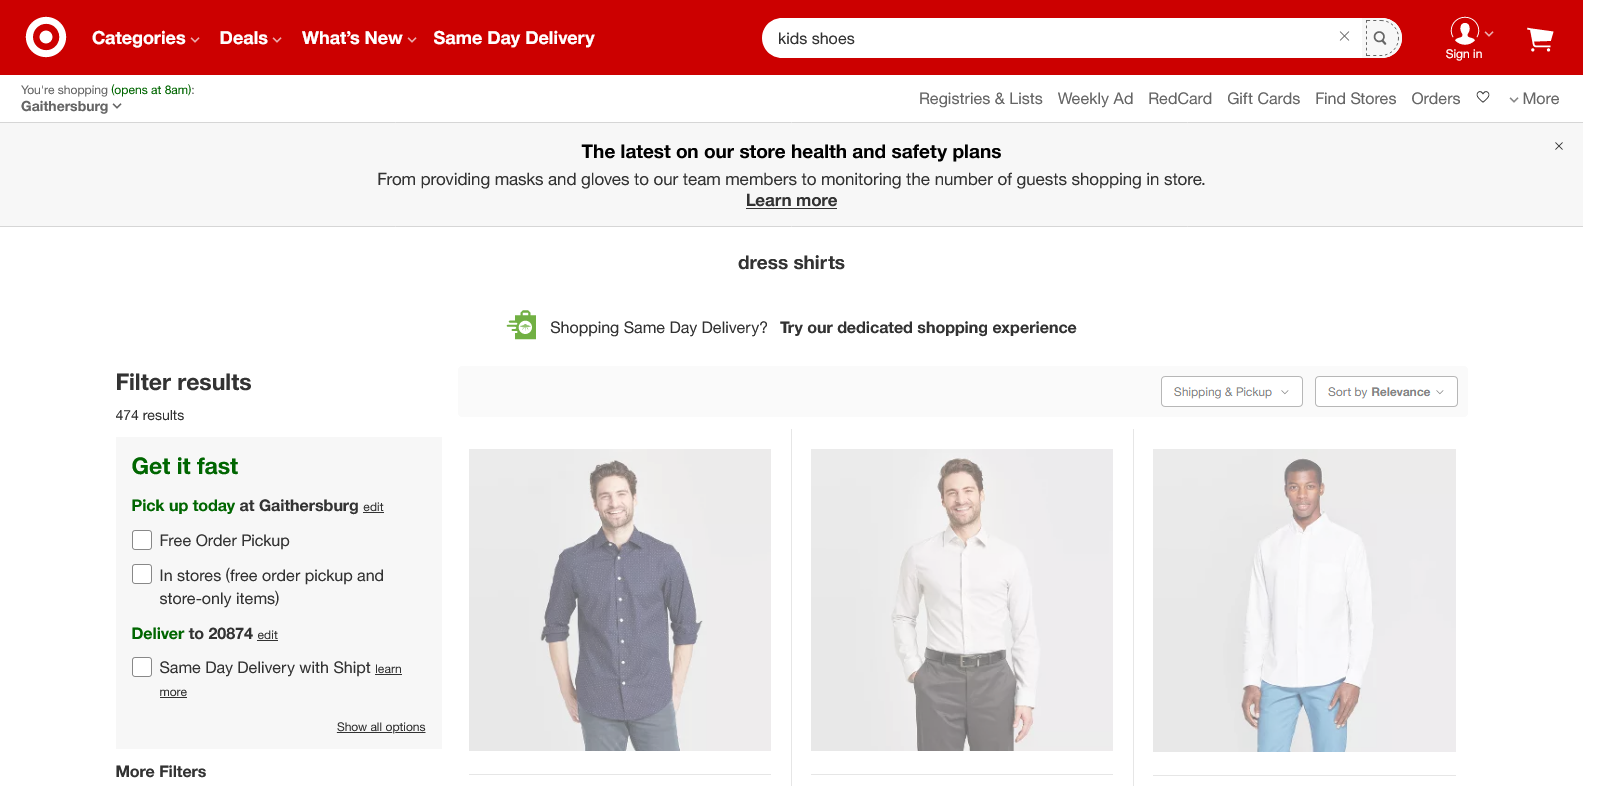 Categories Deals What's New Same Day Delivery
kids shoes
Sign in
You're shopping (opens at 8am):
Gaithersburg
Registries & Lists Weekly Ad RedCard Gift Cards Find Stores Orders More
The latest on our store health and safety plans
From providing masks and gloves to our team members to monitoring the number of guests shopping in store.
Learn more
dress shirts
Shopping Same Day Delivery? Try our dedicated shopping experience
Filter results
474 results
Shipping & Pickup
Sort by Relevance
Get it fast
Pick up today at Gaithersburg edit
Free Order Pickup
In stores (free order pickup and
store-only items)
Deliver to 20874 edit
Same Day Delivery with Shipt learn
more
Show all options
More Filters